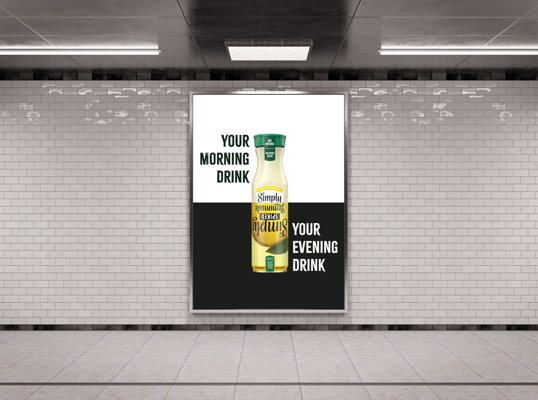 YOUR
MORNING
DRINK
Simply
Lemonade
SPIKED
Simply
YOUR
EVENING
DRINK